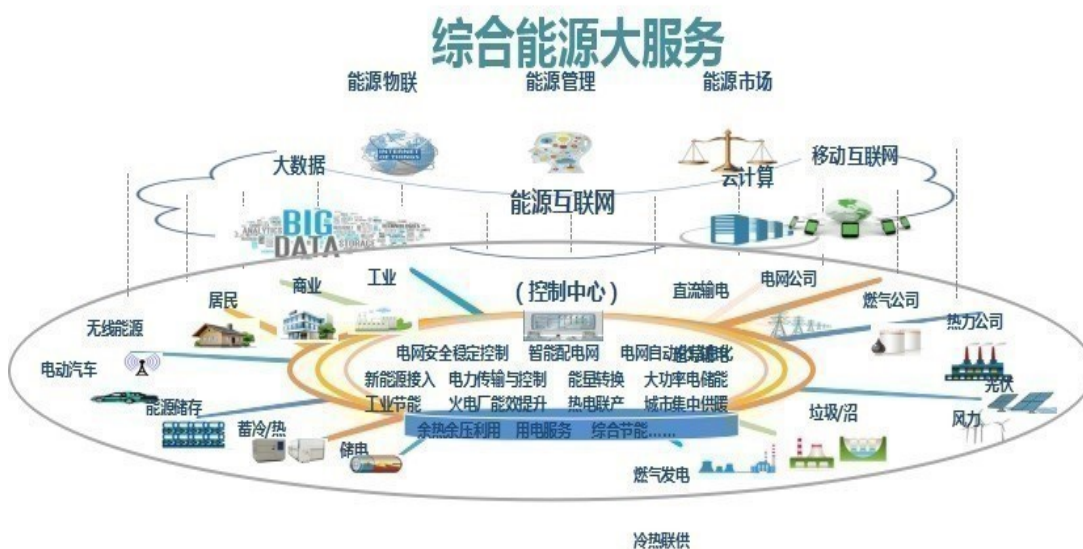 综合能源大服务
能源物联 能源管理 能源市场
INTERNET OF THINGS
大数据 移动互联网
云计算
能源互联网
BIG DATA
ANALYTICS
STORAGE
工业
商业 (控制中心) 直流输电 电网公司
居民 燃气公司
无线能源 热力公司
电网安全稳定控制 智能配电网
电动汽车
新能源接入 电力传输与控制 能量转换 大功率电储能
光伏
能源储存 工业节能 火电厂能效提升 热电联产 城市集中供暖 垃圾/沼 风力
蓄冷/热 余热余压利用 用电服务 综合节能……
储电
燃气发电
冷热联供